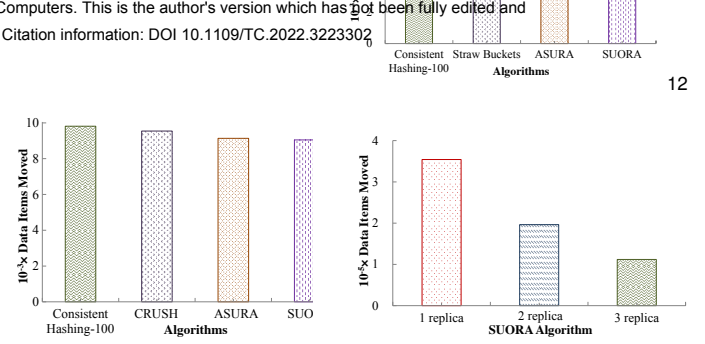 Computers. This is the author's version which has not been fully edited and
Citation information: DOI 10.1109/TC.2022.3223302
0
Consistent Hashing-100 Straw Buckets ASURA SUORA
Algorithms
12
10⁻³× Data Items Moved
10
8
6
4
2
0
Consistent Hashing-100 CRUSH ASURA SUO
Algorithms
10⁻⁵× Data Items Moved
4
3
2
1
0
1 replica 2 replica 3 replica
SUORA Algorithm